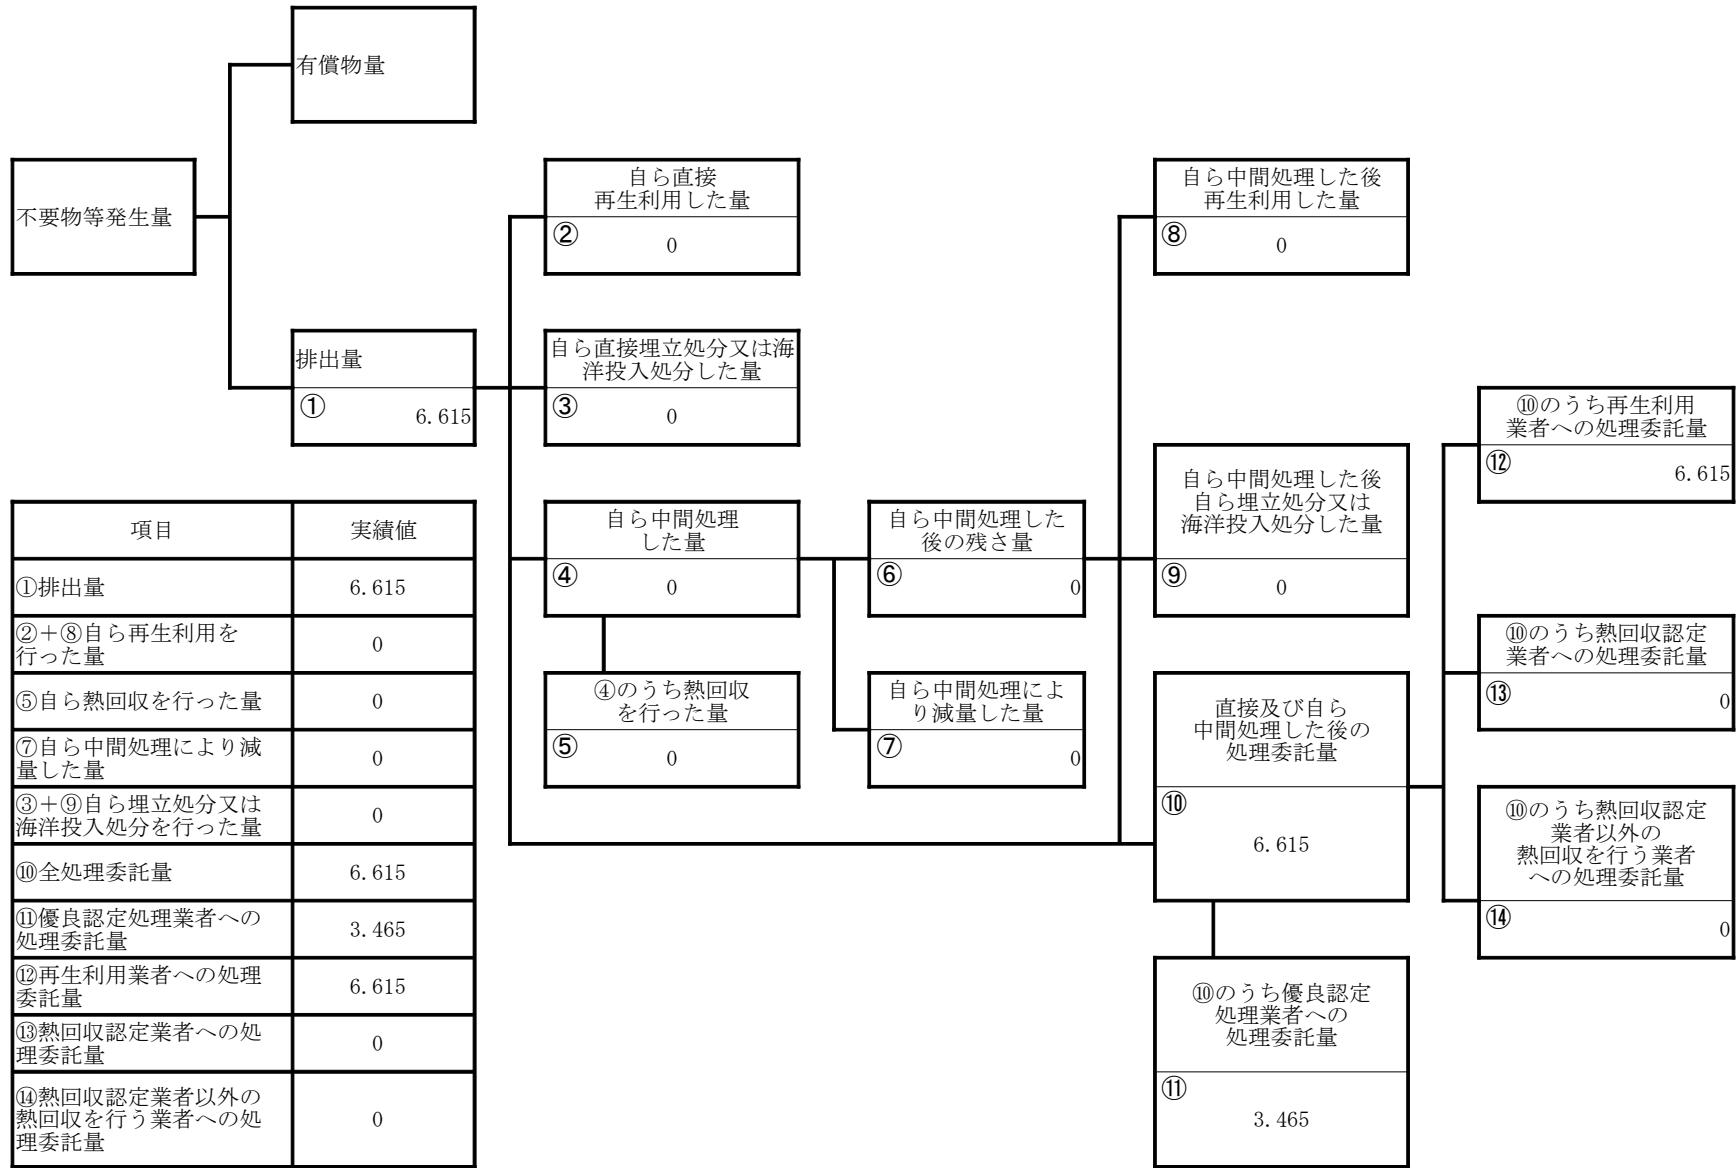 有償物量
不要物等発生量
自ら直接
再生利用した量
②
0
自ら中間処理した後
再生利用した量
⑧
0
排出量
①
6.615
自ら直接埋立処分又は海
洋投入処分した量
③
0
⑩のうち再生利用
業者への処理委託量
⑫
6.615
自ら中間処理
した量
④
0
自ら中間処理した
後の残さ量
⑥
0
自ら中間処理した後
自ら埋立処分又は
海洋投入処分した量
⑨
0
⑩のうち熱回収認定
業者への処理委託量
⑬
0
④のうち熱回収
を行った量
⑤
0
自ら中間処理によ
り減量した量
⑦
0
直接及び自ら
中間処理した後の
処理委託量
⑩
6.615
⑩のうち熱回収認定
業者以外の
熱回収を行う業者
への処理委託量
⑭
0
⑩のうち優良認定
処理業者への
処理委託量
⑪
3.465
項目 実績値
①排出量 6.615
②+⑧自ら再生利用を
行った量 0
⑤自ら熱回収を行った量 0
⑦自ら中間処理により減
量した量 0
③+⑨自ら埋立処分又は
海洋投入処分を行った量 0
⑩全処理委託量 6.615
⑪優良認定処理業者への
処理委託量 3.465
⑫再生利用業者への処理
委託量 6.615
⑬熱回収認定業者への処
理委託量 0
⑭熱回収認定業者以外の
熱回収を行う業者への処
理委託量 0